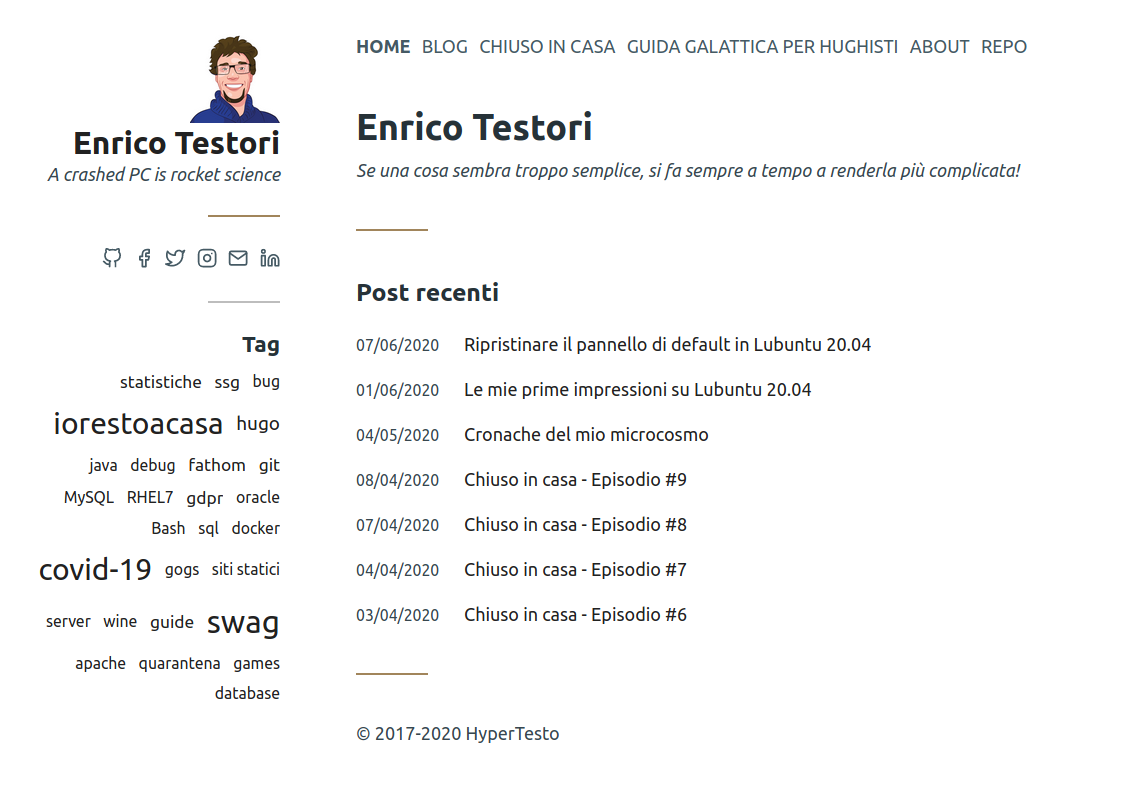 Enrico Testori
A crashed PC is rocket science
Tag
statistiche ssg bug
iorestoacasa hugo
java debug fathom git
MySQL RHEL7 gdpr oracle
Bash sql docker
covid-19 gogs siti statici
server wine guide swag
apache quarantena games
database
HOME BLOG CHIUSO IN CASA GUIDA GALATTICA PER HUGHISTI ABOUT REPO
Enrico Testori
Se una cosa sembra troppo semplice, si fa sempre a tempo a renderla più complicata!
Post recenti
07/06/2020 Ripristinare il pannello di default in Lubuntu 20.04
01/06/2020 Le mie prime impressioni su Lubuntu 20.04
04/05/2020 Cronache del mio microcosmo
08/04/2020 Chiuso in casa - Episodio #9
07/04/2020 Chiuso in casa - Episodio #8
04/04/2020 Chiuso in casa - Episodio #7
03/04/2020 Chiuso in casa - Episodio #6
© 2017-2020 HyperTesto